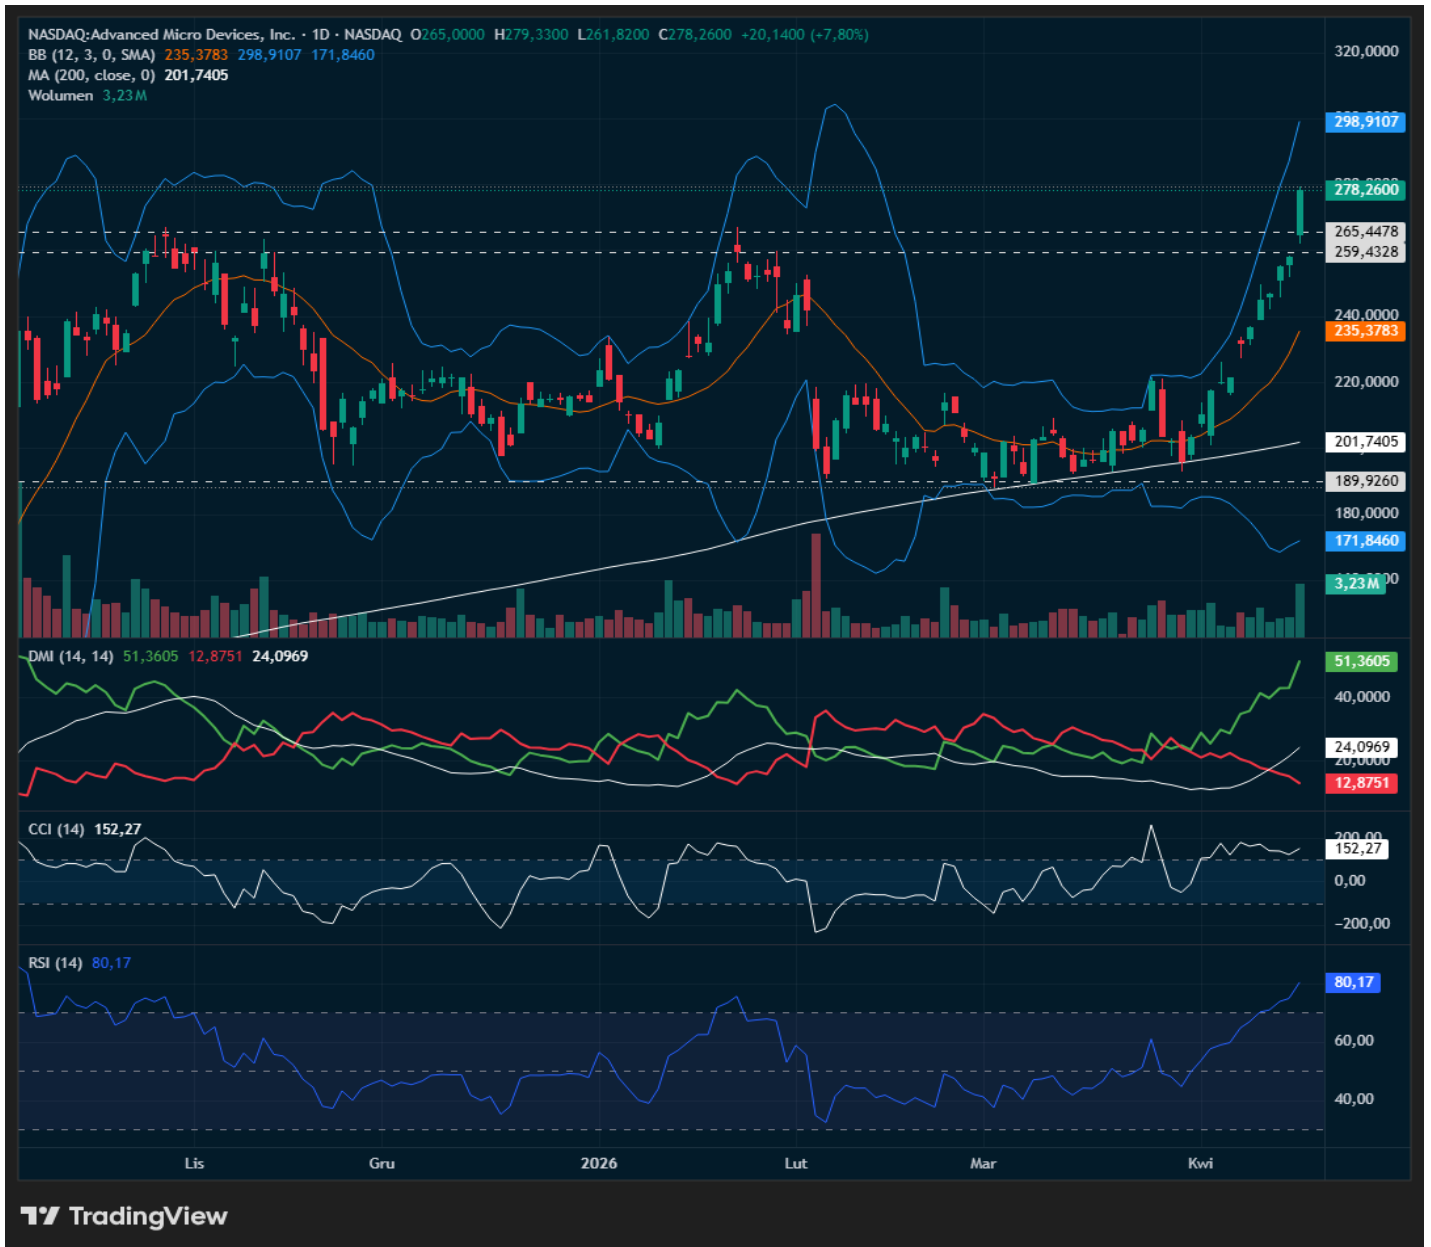 NASDAQ:Advanced Micro Devices, Inc. · 1D · NASDAQ O265,0000 H279,3300 L261,8200 C278,2600 +20,1400 (+7,80%)
BB (12, 3, 0, SMA) 235,3783 298,9107 171,8460
MA (200, close, 0) 201,7405
Wolumen 3,23M
320,0000
298,9107
278,2600
265,4478
259,4328
240,0000
235,3783
220,0000
201,7405
189,9260
180,0000
171,8460
3,23M
DMI (14, 14) 51,3605 12,8751 24,0969
51,3605
40,0000
24,0969
20,0000
12,8751
CCI (14) 152,27
200,00
152,27
0,00
−200,00
RSI (14) 80,17
80,17
60,00
40,00
Lis Gru 2026 Lut Mar Kwi
TradingView